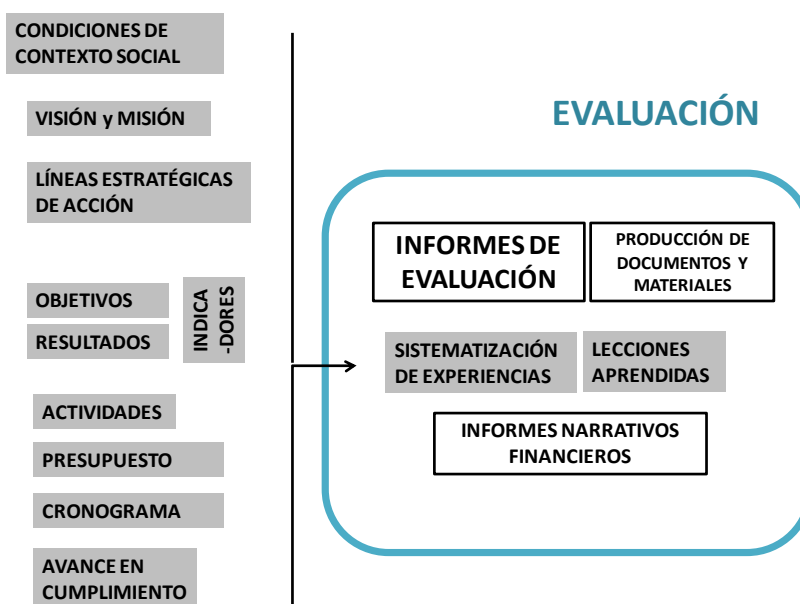 CONDICIONES DE
CONTEXTO SOCIAL
VISIÓN y MISIÓN
LÍNEAS ESTRATÉGICAS
DE ACCIÓN
OBJETIVOS
RESULTADOS
INDICA
-DORES
ACTIVIDADES
PRESUPUESTO
CRONOGRAMA
AVANCE EN
CUMPLIMIENTO
EVALUACIÓN
INFORMES DE
EVALUACIÓN
PRODUCCIÓN DE
DOCUMENTOS Y
MATERIALES
SISTEMATIZACIÓN
DE EXPERIENCIAS
LECCIONES
APRENDIDAS
INFORMES NARRATIVOS
FINANCIEROS